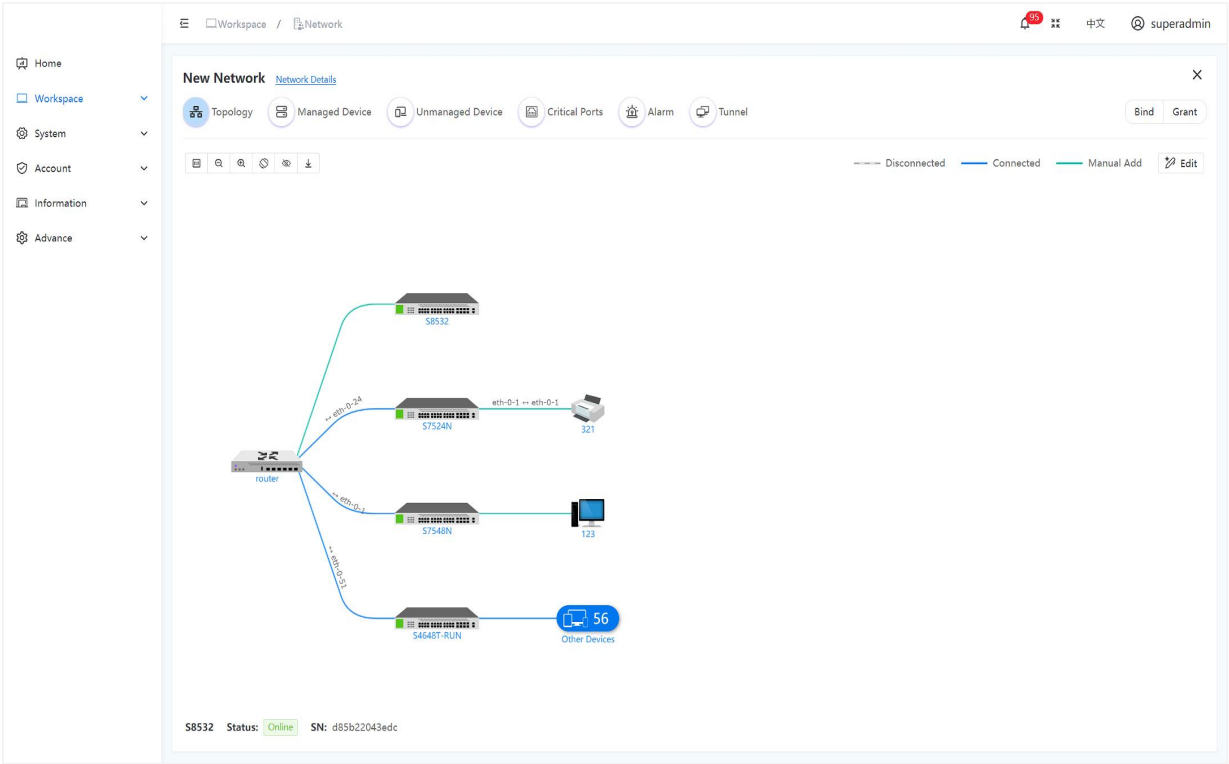 Workspace / Network
95
中文
superadmin
Home
Workspace
System
Account
Information
Advance
New Network Network Details
Topology Managed Device Unmanaged Device Critical Ports Alarm Tunnel
Bind Grant
Disconnected Connected Manual Add Edit
S8532
↔ eth-0-24
S7524N
eth-0-1 ↔ eth-0-1
321
router
↔ eth-0-1
S7548N
123
↔ eth-0-51
S4648T-RUN
56
Other Devices
S8532 Status: Online SN: d85b22043edc